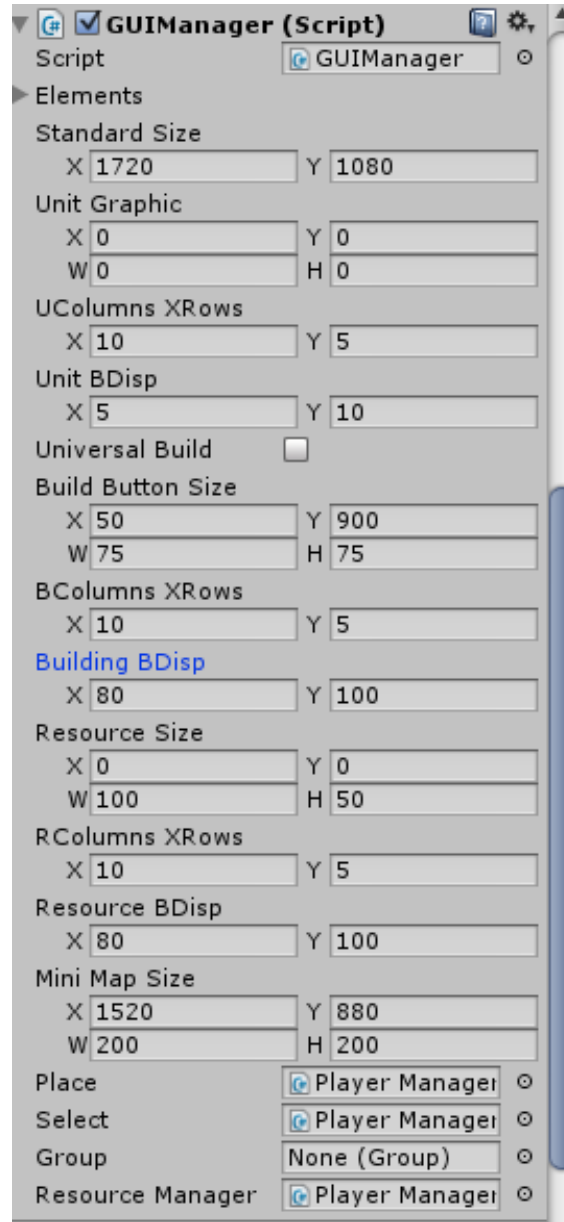 GUIManager (Script)
Script GUIManager
Elements
Standard Size
X 1720 Y 1080
Unit Graphic
X 0 Y 0
W 0 H 0
UColumns XRows
X 10 Y 5
Unit BDisp
X 5 Y 10
Universal Build
Build Button Size
X 50 Y 900
W 75 H 75
BColumns XRows
X 10 Y 5
Building BDisp
X 80 Y 100
Resource Size
X 0 Y 0
W 100 H 50
RColumns XRows
X 10 Y 5
Resource BDisp
X 80 Y 100
Mini Map Size
X 1520 Y 880
W 200 H 200
Place Player Manager
Select Player Manager
Group None (Group)
Resource Manager Player Manager